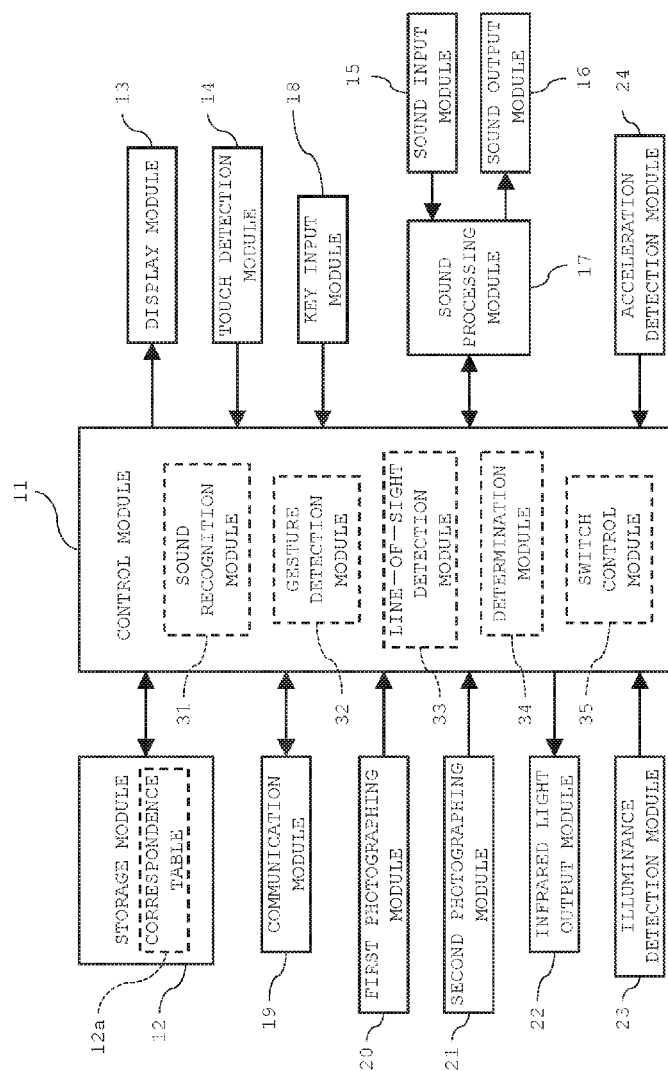 11
CONTROL MODULE
SOUND
RECOGNITION
MODULE
31
GESTURE
DETECTION
MODULE
32
LINE-OF-SIGHT
DETECTION
MODULE
33
DETERMINATION
MODULE
34
SWITCH
CONTROL
MODULE
35
STORAGE MODULE
CORRESPONDENCE
TABLE
12a
12
COMMUNICATION
MODULE
19
FIRST PHOTOGRAPHING
MODULE
20
SECOND PHOTOGRAPHING
MODULE
21
INFRARED LIGHT
OUTPUT MODULE
22
ILLUMINANCE
DETECTION MODULE
23
DISPLAY MODULE
13
TOUCH DETECTION
MODULE
14
KEY INPUT
MODULE
18
SOUND
PROCESSING
MODULE
17
SOUND INPUT
MODULE
15
SOUND OUTPUT
MODULE
16
ACCELERATION
DETECTION MODULE
24